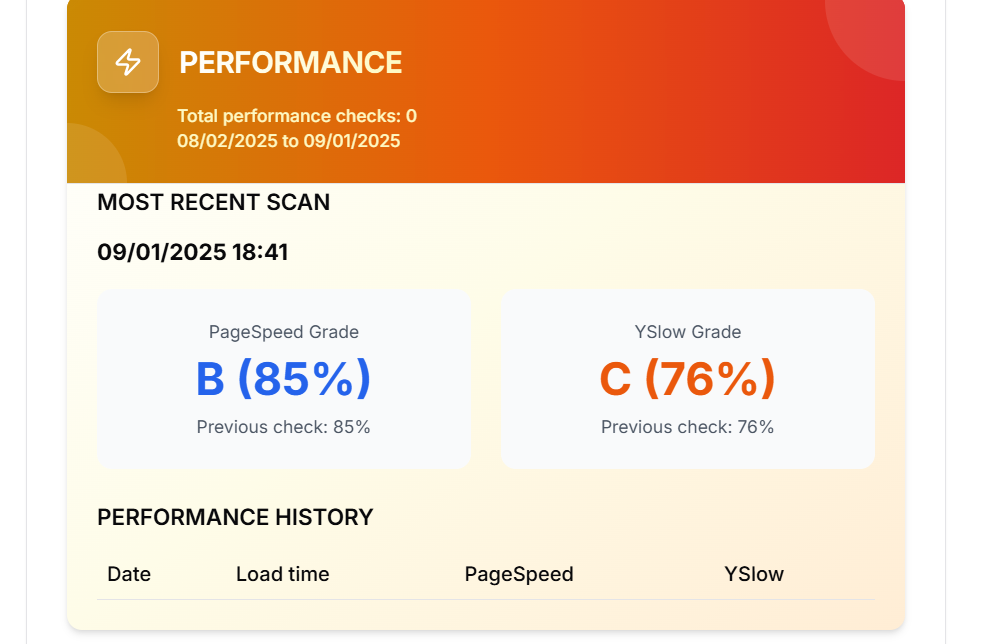 PERFORMANCE
Total performance checks: 0
08/02/2025 to 09/01/2025
MOST RECENT SCAN
09/01/2025 18:41
PageSpeed Grade
B (85%)
Previous check: 85%
YSlow Grade
C (76%)
Previous check: 76%
PERFORMANCE HISTORY
Date Load time PageSpeed YSlow